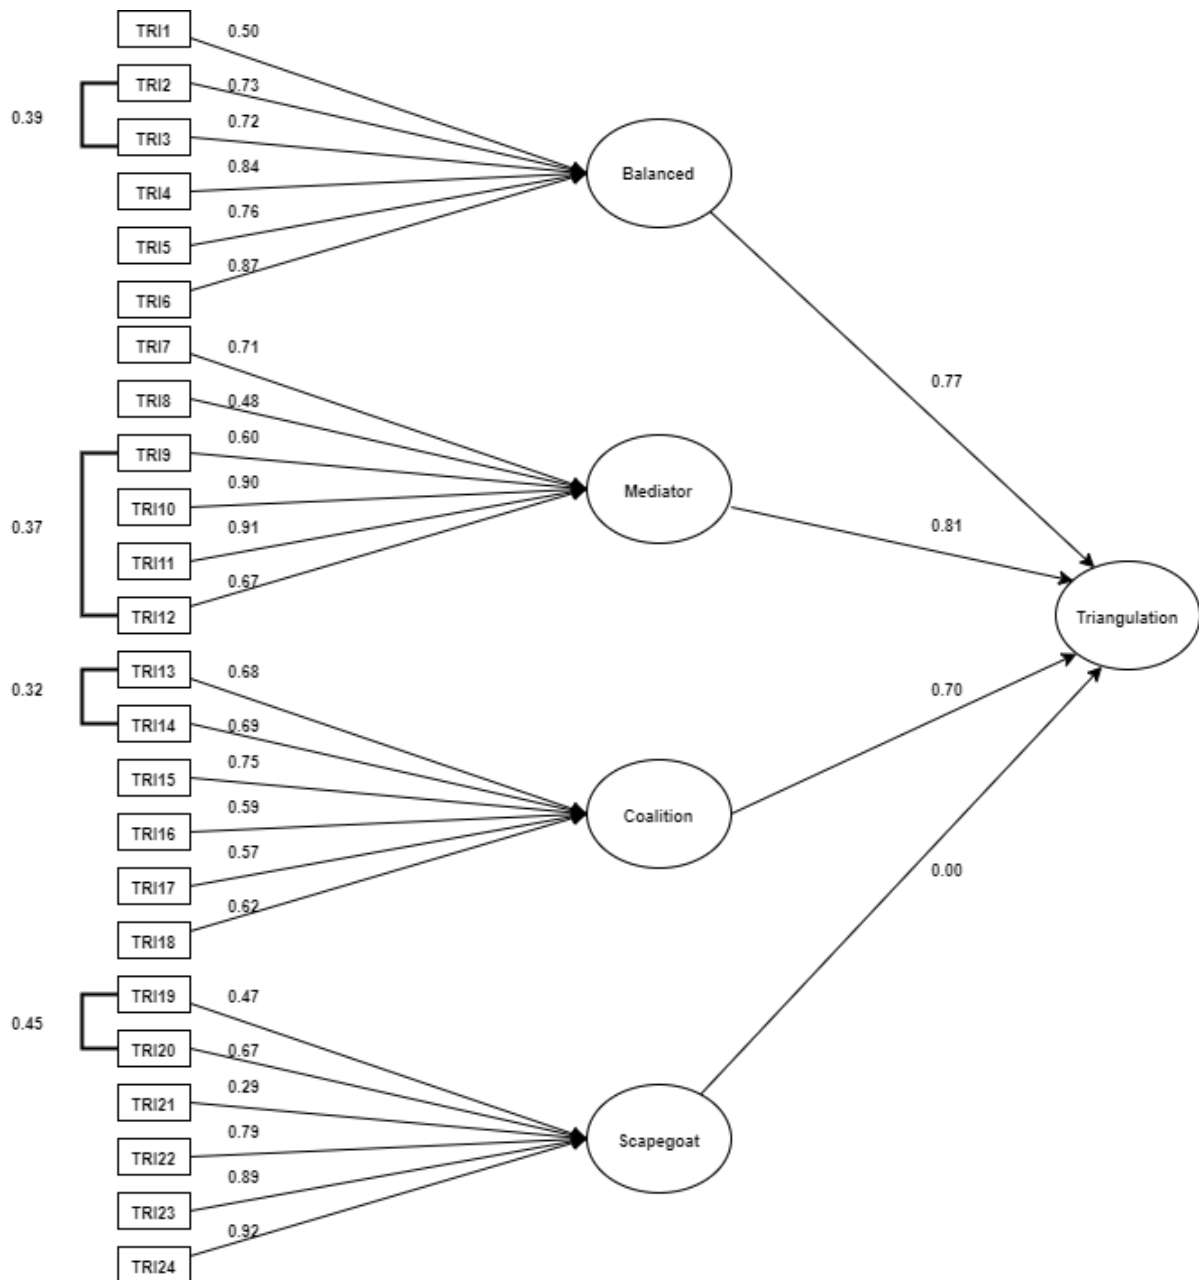 TRI1
0.50
TRI2
0.73
0.39
TRI3
0.72
TRI4
0.84
TRI5
0.76
TRI6
0.87
Balanced
TRI7
0.71
TRI8
0.48
TRI9
0.60
TRI10
0.90
0.37
TRI11
0.91
TRI12
0.67
Mediator
0.77
0.81
Triangulation
TRI13
0.68
0.32
TRI14
0.69
TRI15
0.75
TRI16
0.59
TRI17
0.57
TRI18
0.62
Coalition
0.70
0.00
TRI19
0.47
0.45
TRI20
0.67
TRI21
0.29
TRI22
0.79
TRI23
0.89
TRI24
0.92
Scapegoat